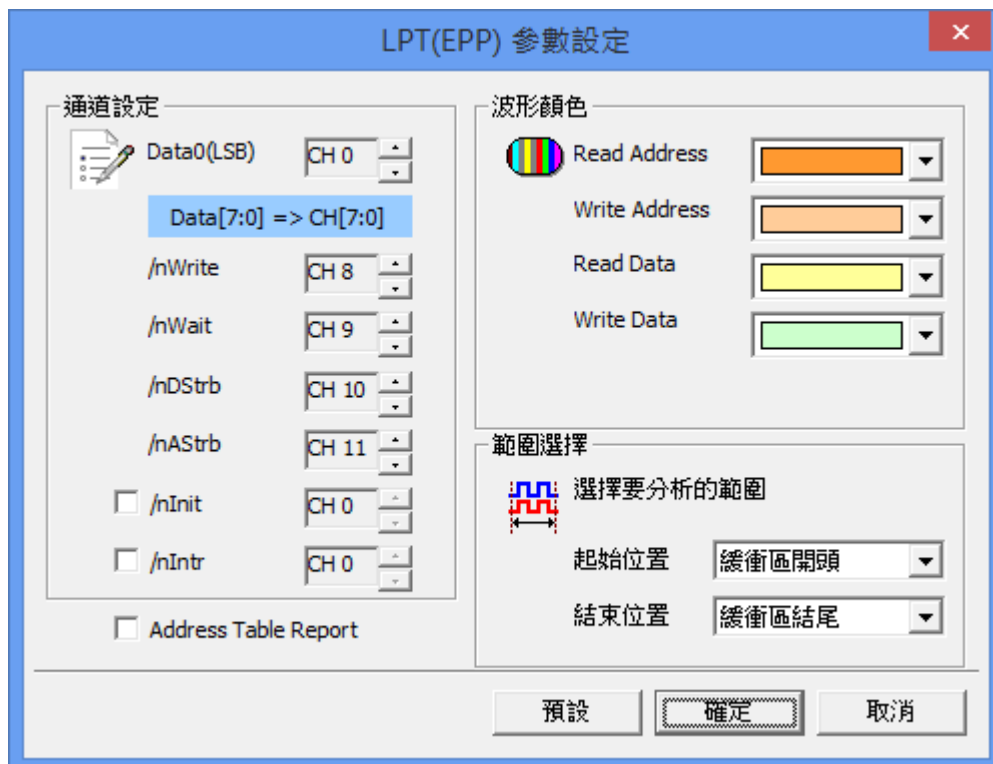 LPT(EPP) 參數設定
通道設定
Data0(LSB) CH 0
Data[7:0] => CH[7:0]
/nWrite CH 8
/nWait CH 9
/nDStrb CH 10
/nAStrb CH 11
/nInit CH 0
/nIntr CH 0
Address Table Report
波形顏色
Read Address
Write Address
Read Data
Write Data
範圍選擇
選擇要分析的範圍
起始位置 緩衝區開頭
結束位置 緩衝區結尾
預設 確定 取消